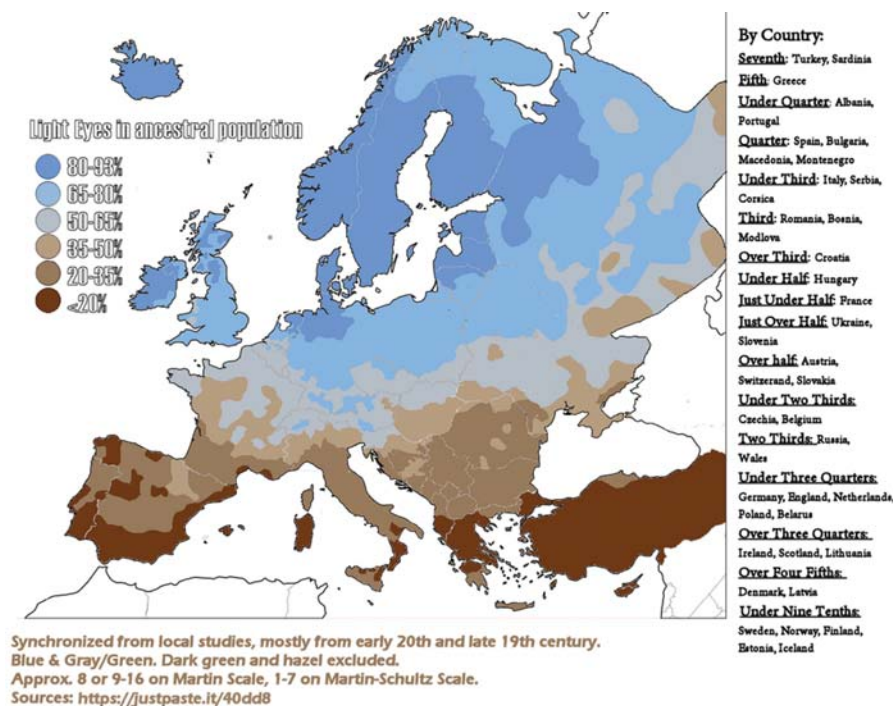 Light Eyes in ancestral population
80-93%
65-80%
50-65%
35-50%
20-35%
<20%
By Country:
Seventh: Turkey, Sardinia
Fifth: Greece
Under Quarter: Albania,
Portugal
Quarter: Spain, Bulgaria,
Macedonia, Montenegro
Under Third: Italy, Serbia,
Corsica
Third: Romania, Bosnia,
Modlova
Over Third: Croatia
Under Half: Hungary
Just Under Half: France
Just Over Half: Ukraine,
Slovenia
Over half: Austria,
Switzerand, Slovakia
Under Two Thirds:
Czechia, Belgium
Two Thirds: Russia,
Wales
Under Three Quarters:
Germany, England, Netherlands,
Poland, Belarus
Over Three Quarters:
Ireland, Scotland, Lithuania
Over Four Fifths:
Denmark, Latvia
Under Nine Tenths:
Sweden, Norway, Finland,
Estonia, Iceland
Synchronized from local studies, mostly from early 20th and late 19th century.
Blue & Gray/Green. Dark green and hazel excluded.
Approx. 8 or 9-16 on Martin Scale, 1-7 on Martin-Schultz Scale.
Sources: https://justpaste.it/40dd8